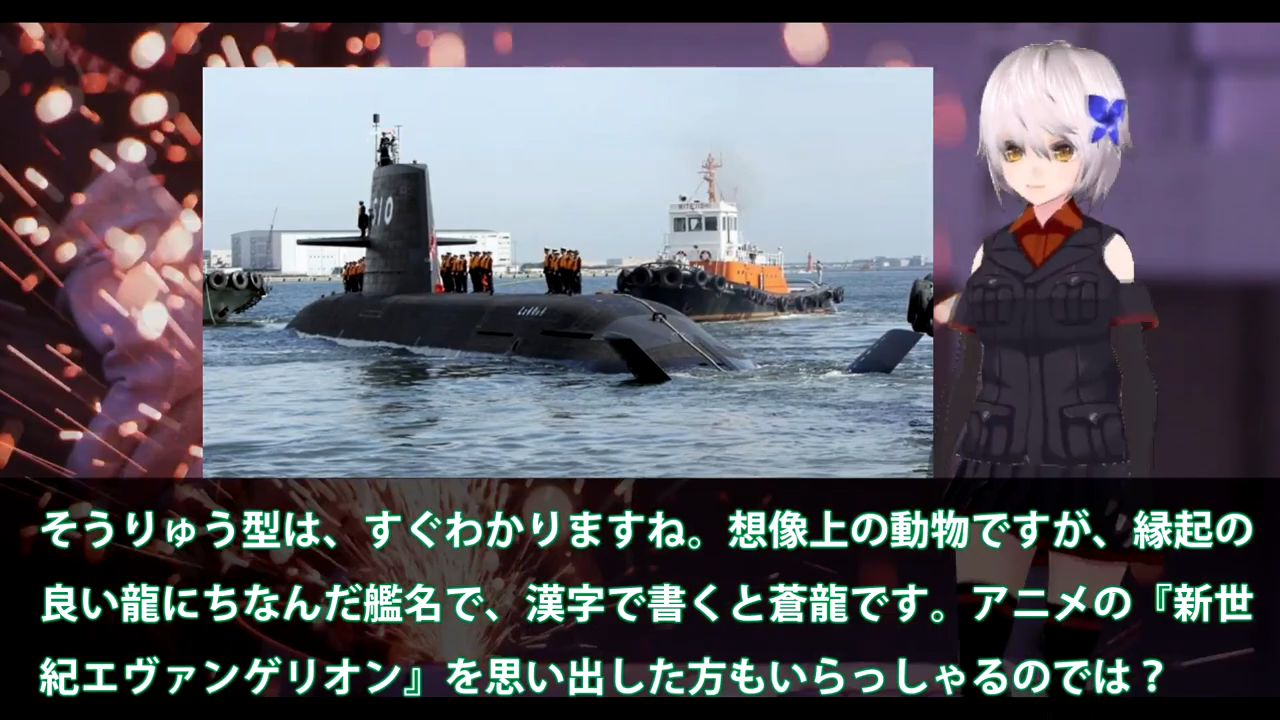 510
そうりゅう型は、すぐわかりますね。想像上の動物ですが、縁起の
良い龍にちなんだ艦名で、漢字で書くと蒼龍です。アニメの『新世
紀エヴァンゲリオン』を思い出した方もいらっしゃるのでは？